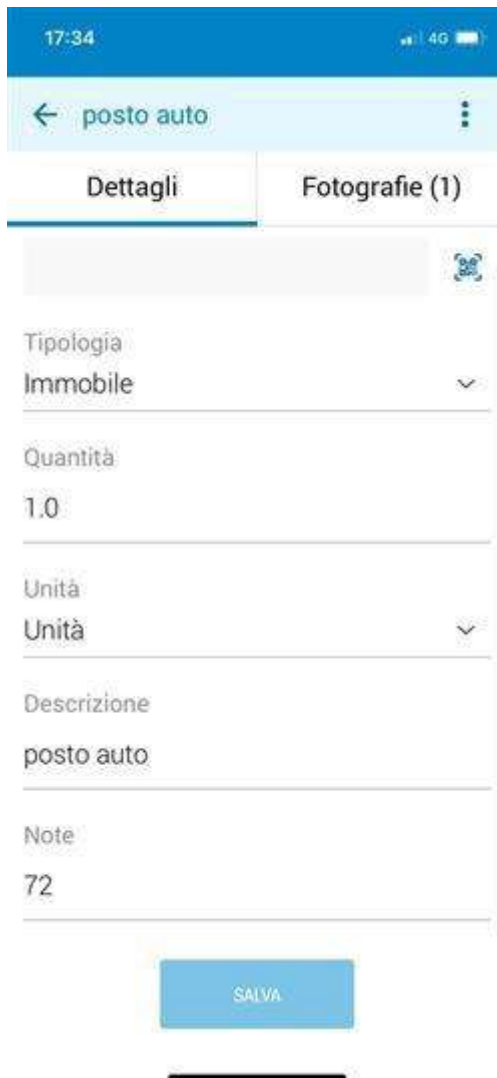 17:34 4G
posto auto
Dettagli Fotografie (1)
Tipologia
Immobile
Quantità
1.0
Unità
Unità
Descrizione
posto auto
Note
72
SALVA